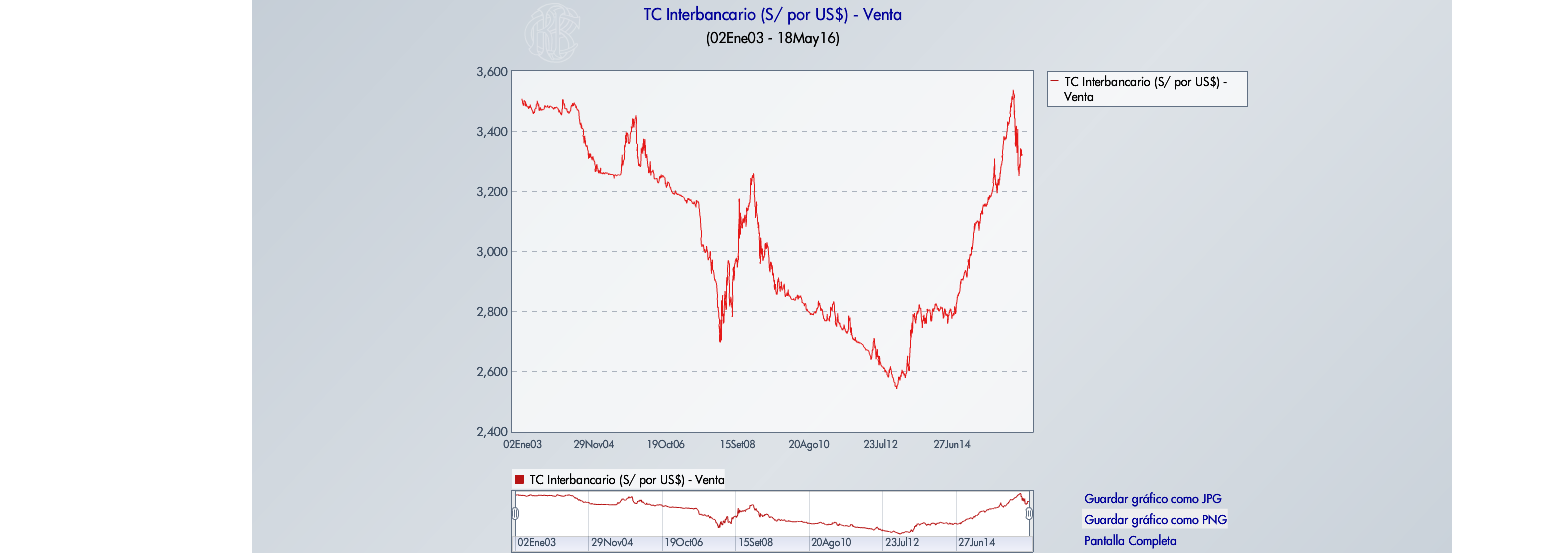 TC Interbancario (S/ por US$) - Venta
(02Ene03 - 18May16)
3,600
3,400
3,200
3,000
2,800
2,600
2,400
02Ene03 29Nov04 19Oct06 15Set08 20Ago10 23Jul12 27Jun14
TC Interbancario (S/ por US$) -
Venta
TC Interbancario (S/ por US$) - Venta
02Ene03 29Nov04 19Oct06 15Set08 20Ago10 23Jul12 27Jun14
Guardar gráfico como JPG
Guardar gráfico como PNG
Pantalla Completa